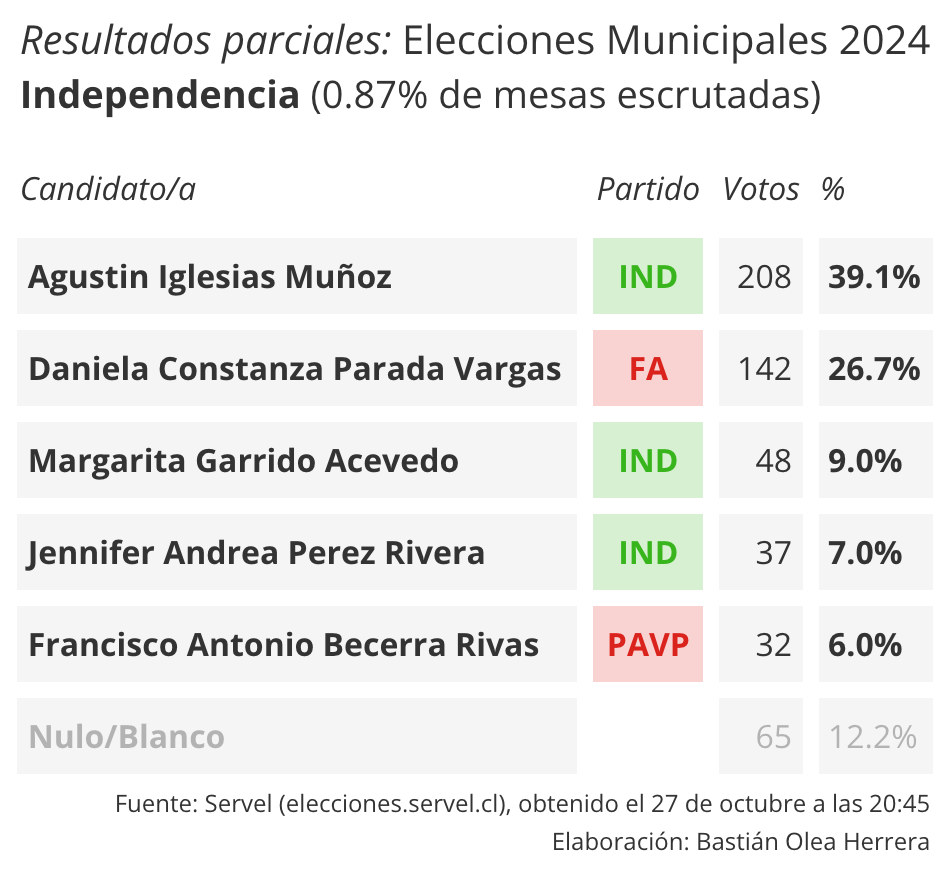 Resultados parciales: Elecciones Municipales 2024
Independencia (0.87% de mesas escrutadas)
Candidato/a Partido Votos %
Agustin Iglesias Muñoz IND 208 39.1%
Daniela Constanza Parada Vargas FA 142 26.7%
Margarita Garrido Acevedo IND 48 9.0%
Jennifer Andrea Perez Rivera IND 37 7.0%
Francisco Antonio Becerra Rivas PAVP 32 6.0%
Nulo/Blanco 65 12.2%
Fuente: Servel (elecciones.servel.cl), obtenido el 27 de octubre a las 20:45
Elaboración: Bastián Olea Herrera